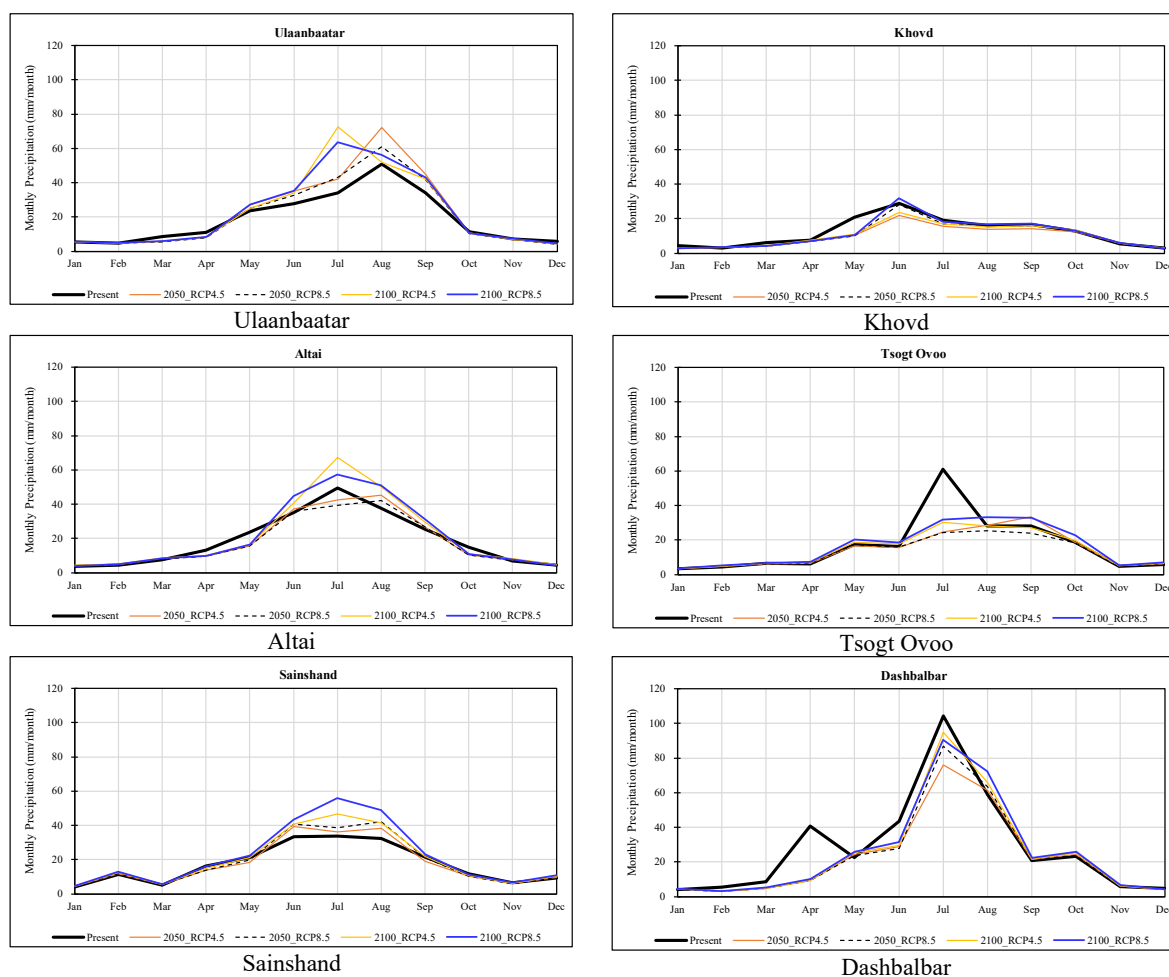 Ulaanbaatar
Monthly Precipitation (mm/month)
120
100
80
60
40
20
0
Jan Feb Mar Apr May Jun Jul Aug Sep Oct Nov Dec
Present 2050_RCP4.5 2050_RCP8.5 2100_RCP4.5 2100_RCP8.5
Ulaanbaatar
Khovd
Monthly Precipitation (mm/month)
120
100
80
60
40
20
0
Jan Feb Mar Apr May Jun Jul Aug Sep Oct Nov Dec
Present 2050_RCP4.5 2050_RCP8.5 2100_RCP4.5 2100_RCP8.5
Khovd
Altai
Monthly Precipitation (mm/month)
120
100
80
60
40
20
0
Jan Feb Mar Apr May Jun Jul Aug Sep Oct Nov Dec
Present 2050_RCP4.5 2050_RCP8.5 2100_RCP4.5 2100_RCP8.5
Altai
Tsogt Ovoo
Monthly Precipitation (mm/month)
120
100
80
60
40
20
0
Jan Feb Mar Apr May Jun Jul Aug Sep Oct Nov Dec
Present 2050_RCP4.5 2050_RCP8.5 2100_RCP4.5 2100_RCP8.5
Tsogt Ovoo
Sainshand
Monthly Precipitation (mm/month)
120
100
80
60
40
20
0
Jan Feb Mar Apr May Jun Jul Aug Sep Oct Nov Dec
Present 2050_RCP4.5 2050_RCP8.5 2100_RCP4.5 2100_RCP8.5
Sainshand
Dashbalbar
Monthly Precipitation (mm/month)
120
100
80
60
40
20
0
Jan Feb Mar Apr May Jun Jul Aug Sep Oct Nov Dec
Present 2050_RCP4.5 2050_RCP8.5 2100_RCP4.5 2100_RCP8.5
Dashbalbar